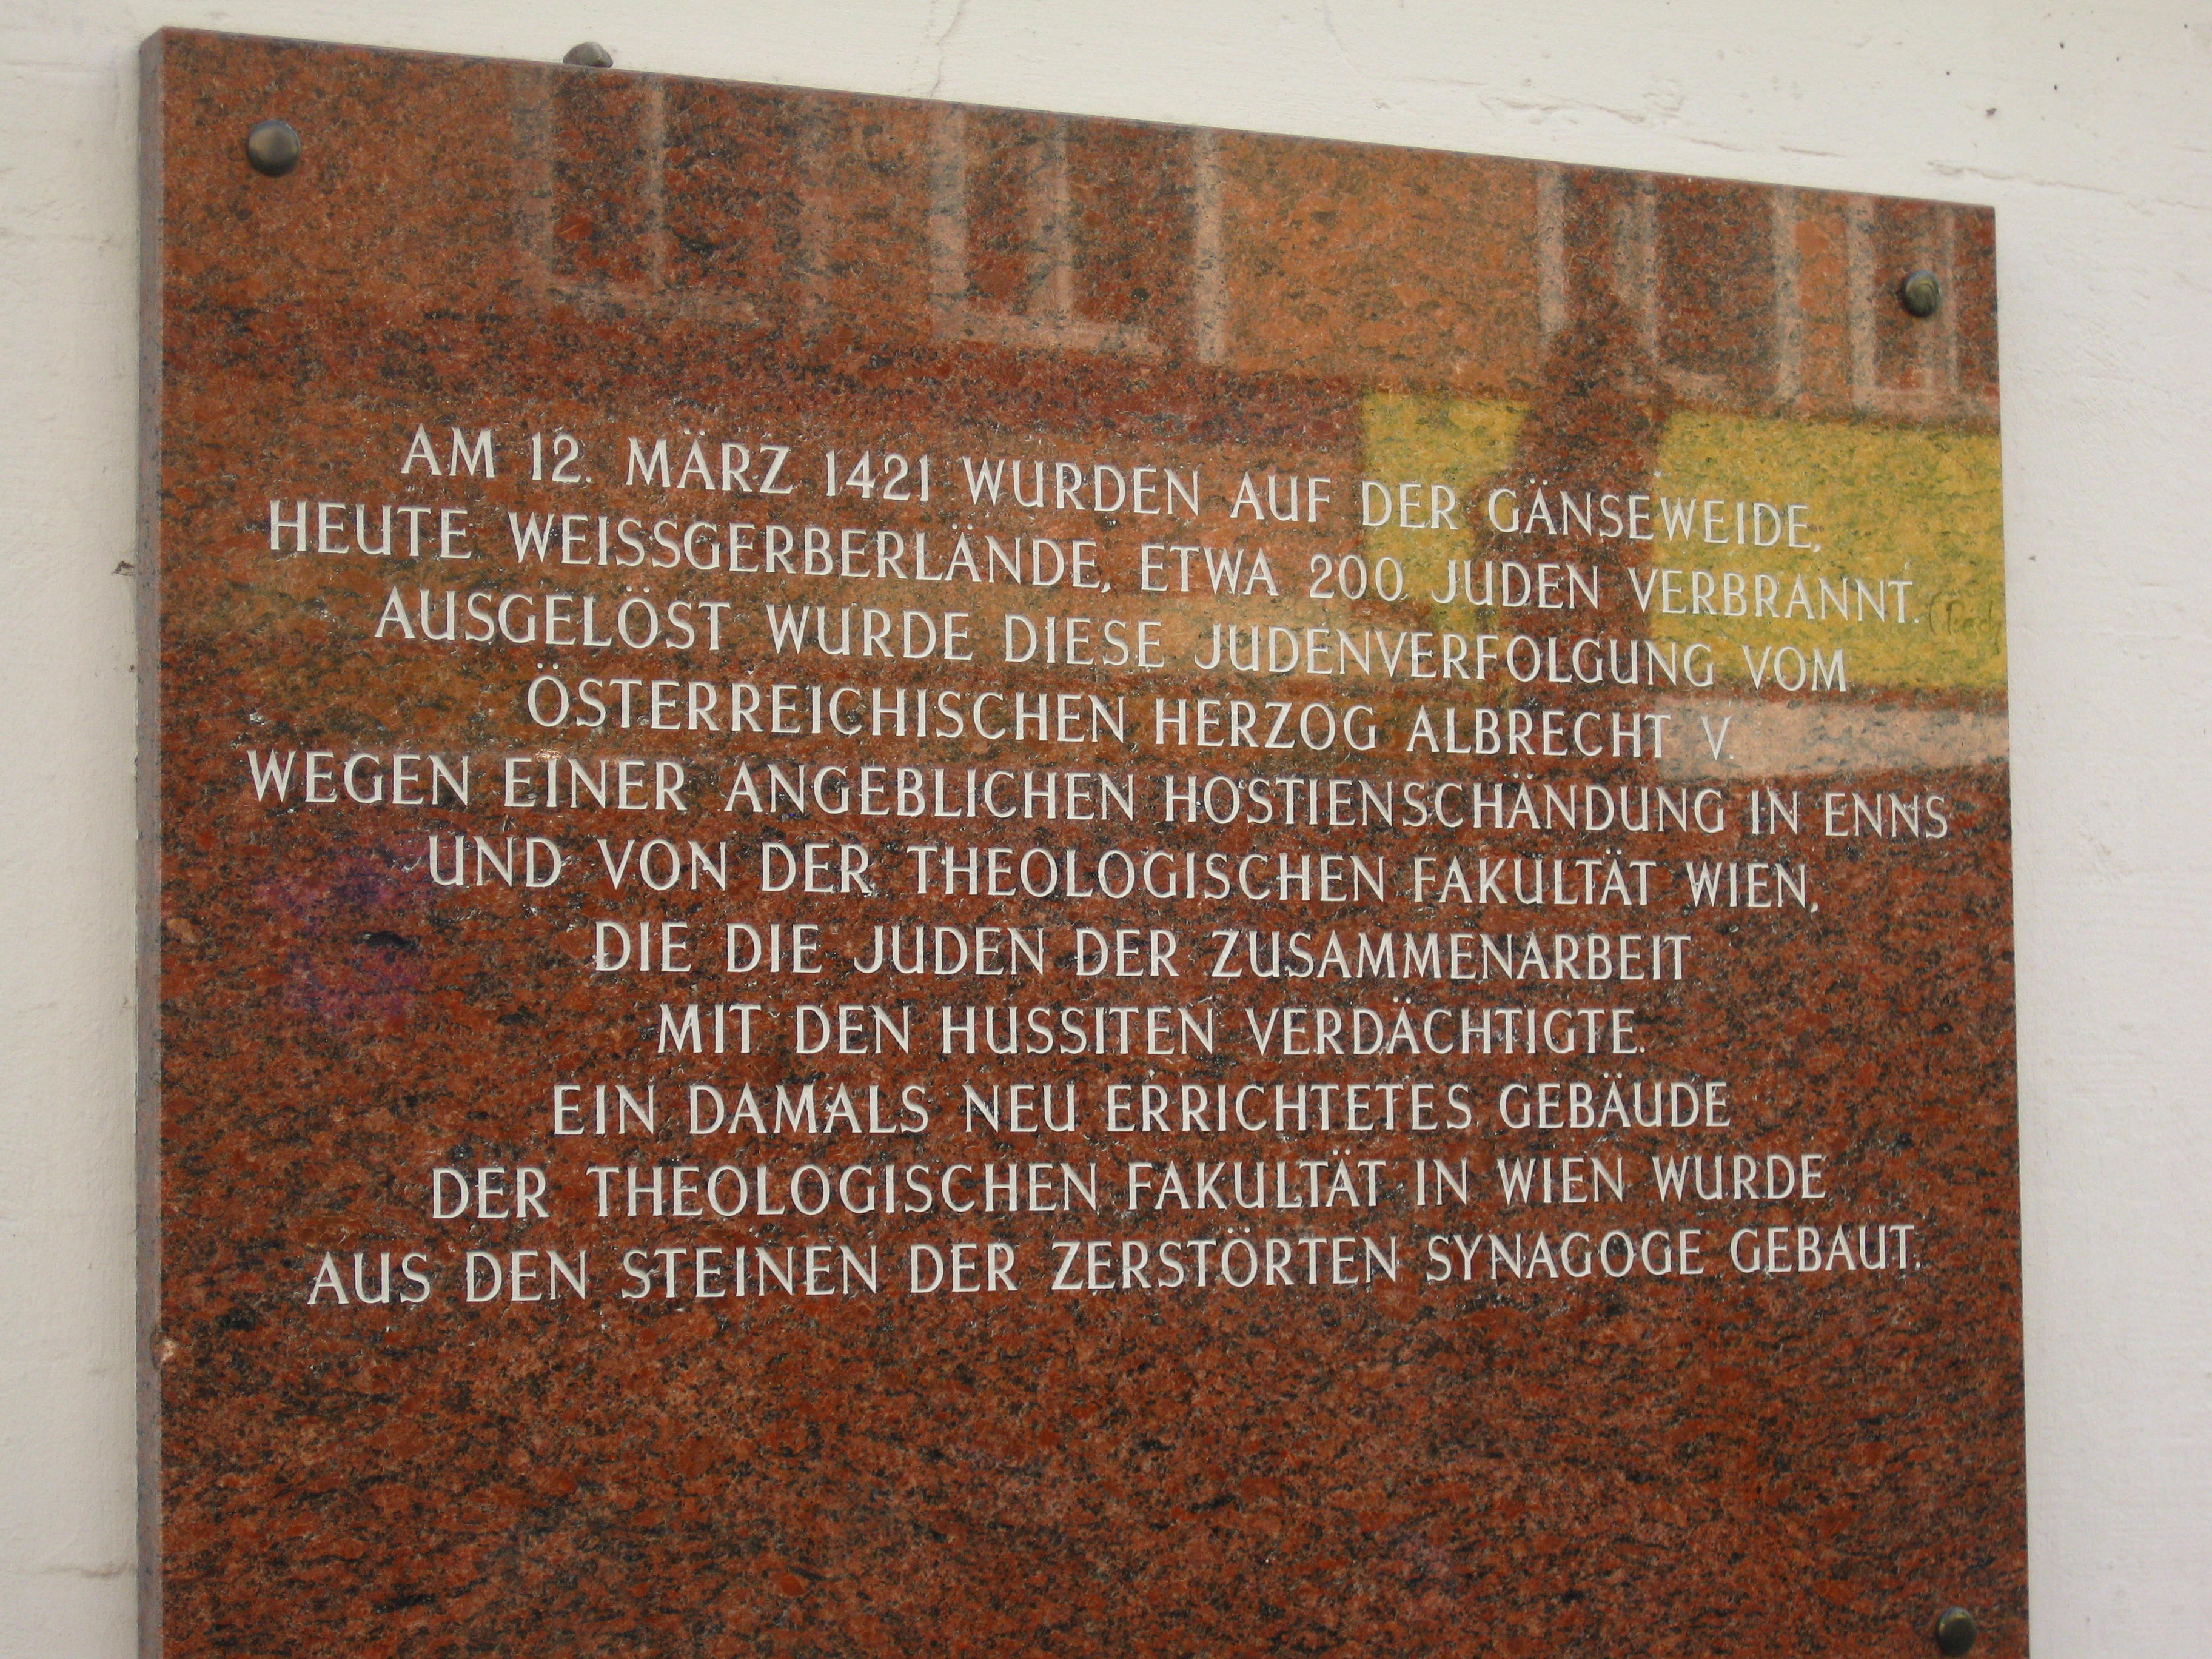 AM 12. MÄRZ 1421 WURDEN AUF DER GÄNSEWEIDE,
HEUTE WEISSGERBERLÄNDE, ETWA 200 JUDEN VERBRANNT.
AUSGELÖST WURDE DIESE JUDENVERFOLGUNG VOM
ÖSTERREICHISCHEN HERZOG ALBRECHT V.
WEGEN EINER ANGEBLICHEN HOSTIENSCHÄNDUNG IN ENNS
UND VON DER THEOLOGISCHEN FAKULTÄT WIEN,
DIE DIE JUDEN DER ZUSAMMENARBEIT
MIT DEN HUSSITEN VERDÄCHTIGTE.
EIN DAMALS NEU ERRICHTETES GEBÄUDE
DER THEOLOGISCHEN FAKULTÄT IN WIEN WURDE
AUS DEN STEINEN DER ZERSTÖRTEN SYNAGOGE GEBAUT.